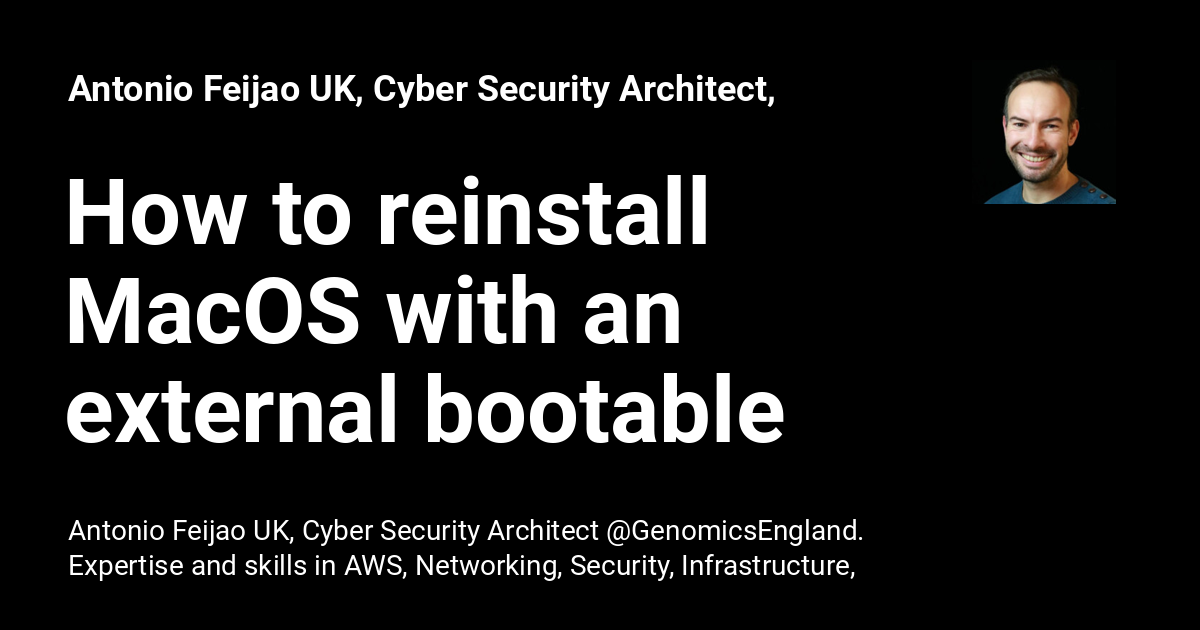 Antonio Feijao UK, Cyber Security Architect,
How to reinstall
MacOS with an
external bootable
Antonio Feijao UK, Cyber Security Architect @GenomicsEngland.
Expertise and skills in AWS, Networking, Security, Infrastructure,